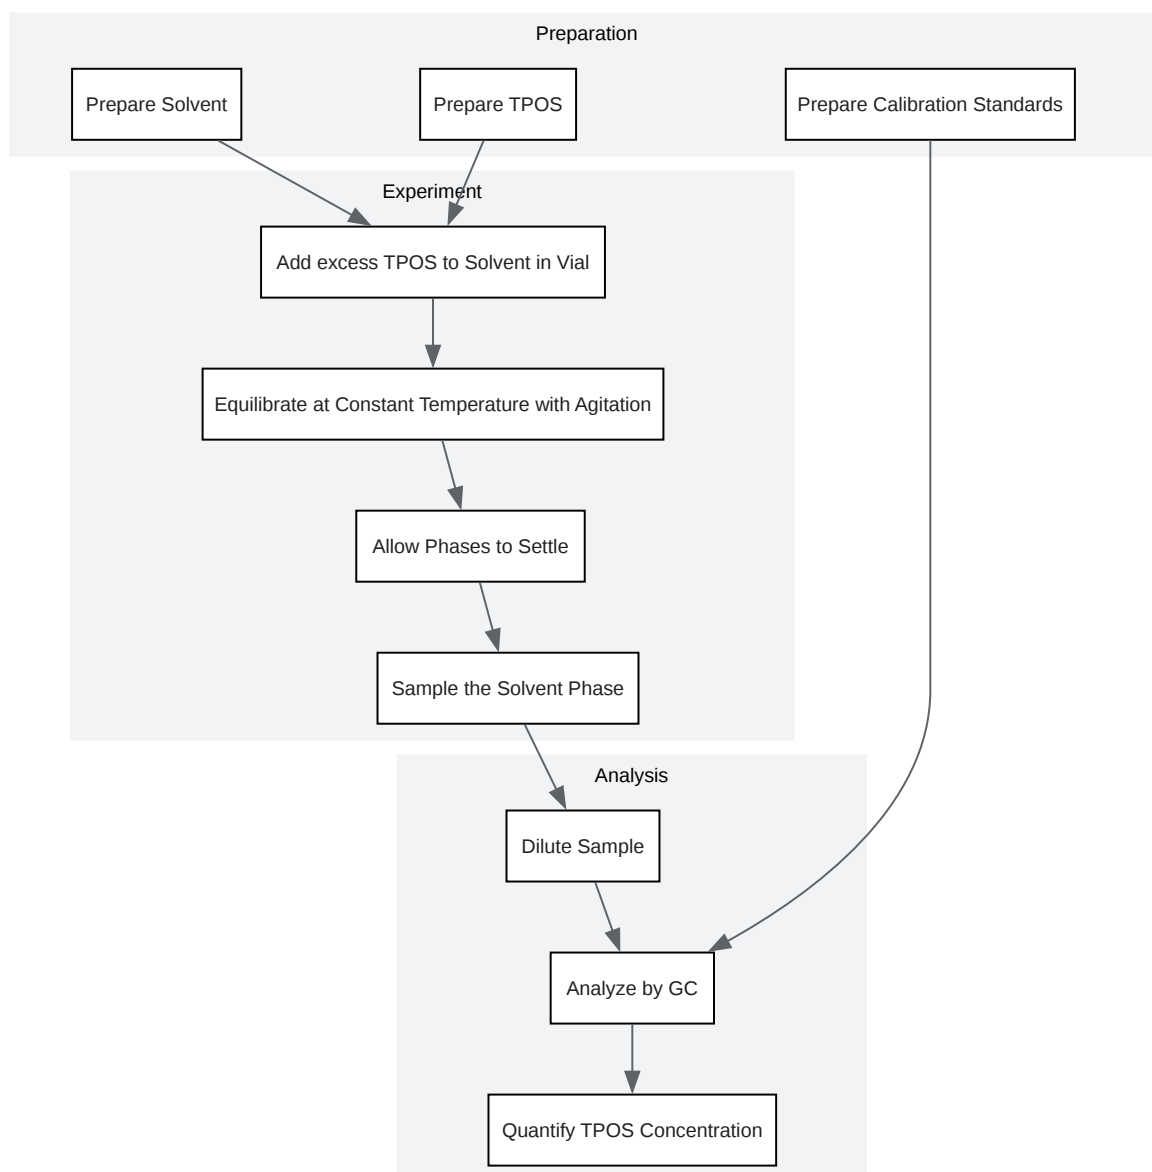 Preparation
Prepare Solvent
Prepare TPOS
Prepare Calibration Standards
Experiment
Add excess TPOS to Solvent in Vial
Equilibrate at Constant Temperature with Agitation
Allow Phases to Settle
Sample the Solvent Phase
Analysis
Dilute Sample
Analyze by GC
Quantify TPOS Concentration